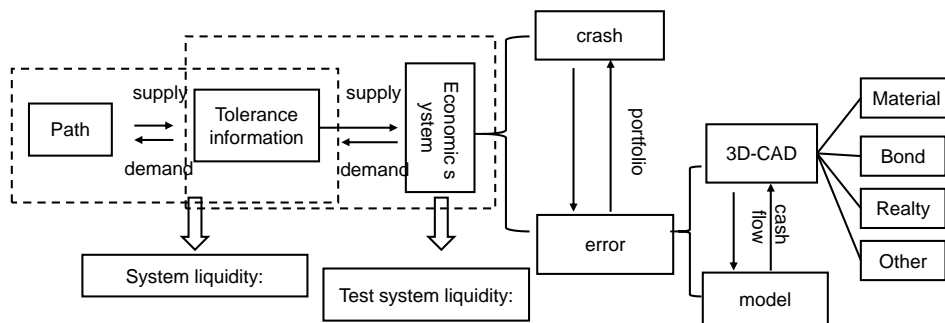 Path
supply
demand
Tolerance
information
supply
demand
Economic s
ystem
System liquidity:
Test system liquidity:
crash
portfolio
error
3D-CAD
cash
flow
model
Material
Bond
Realty
Other